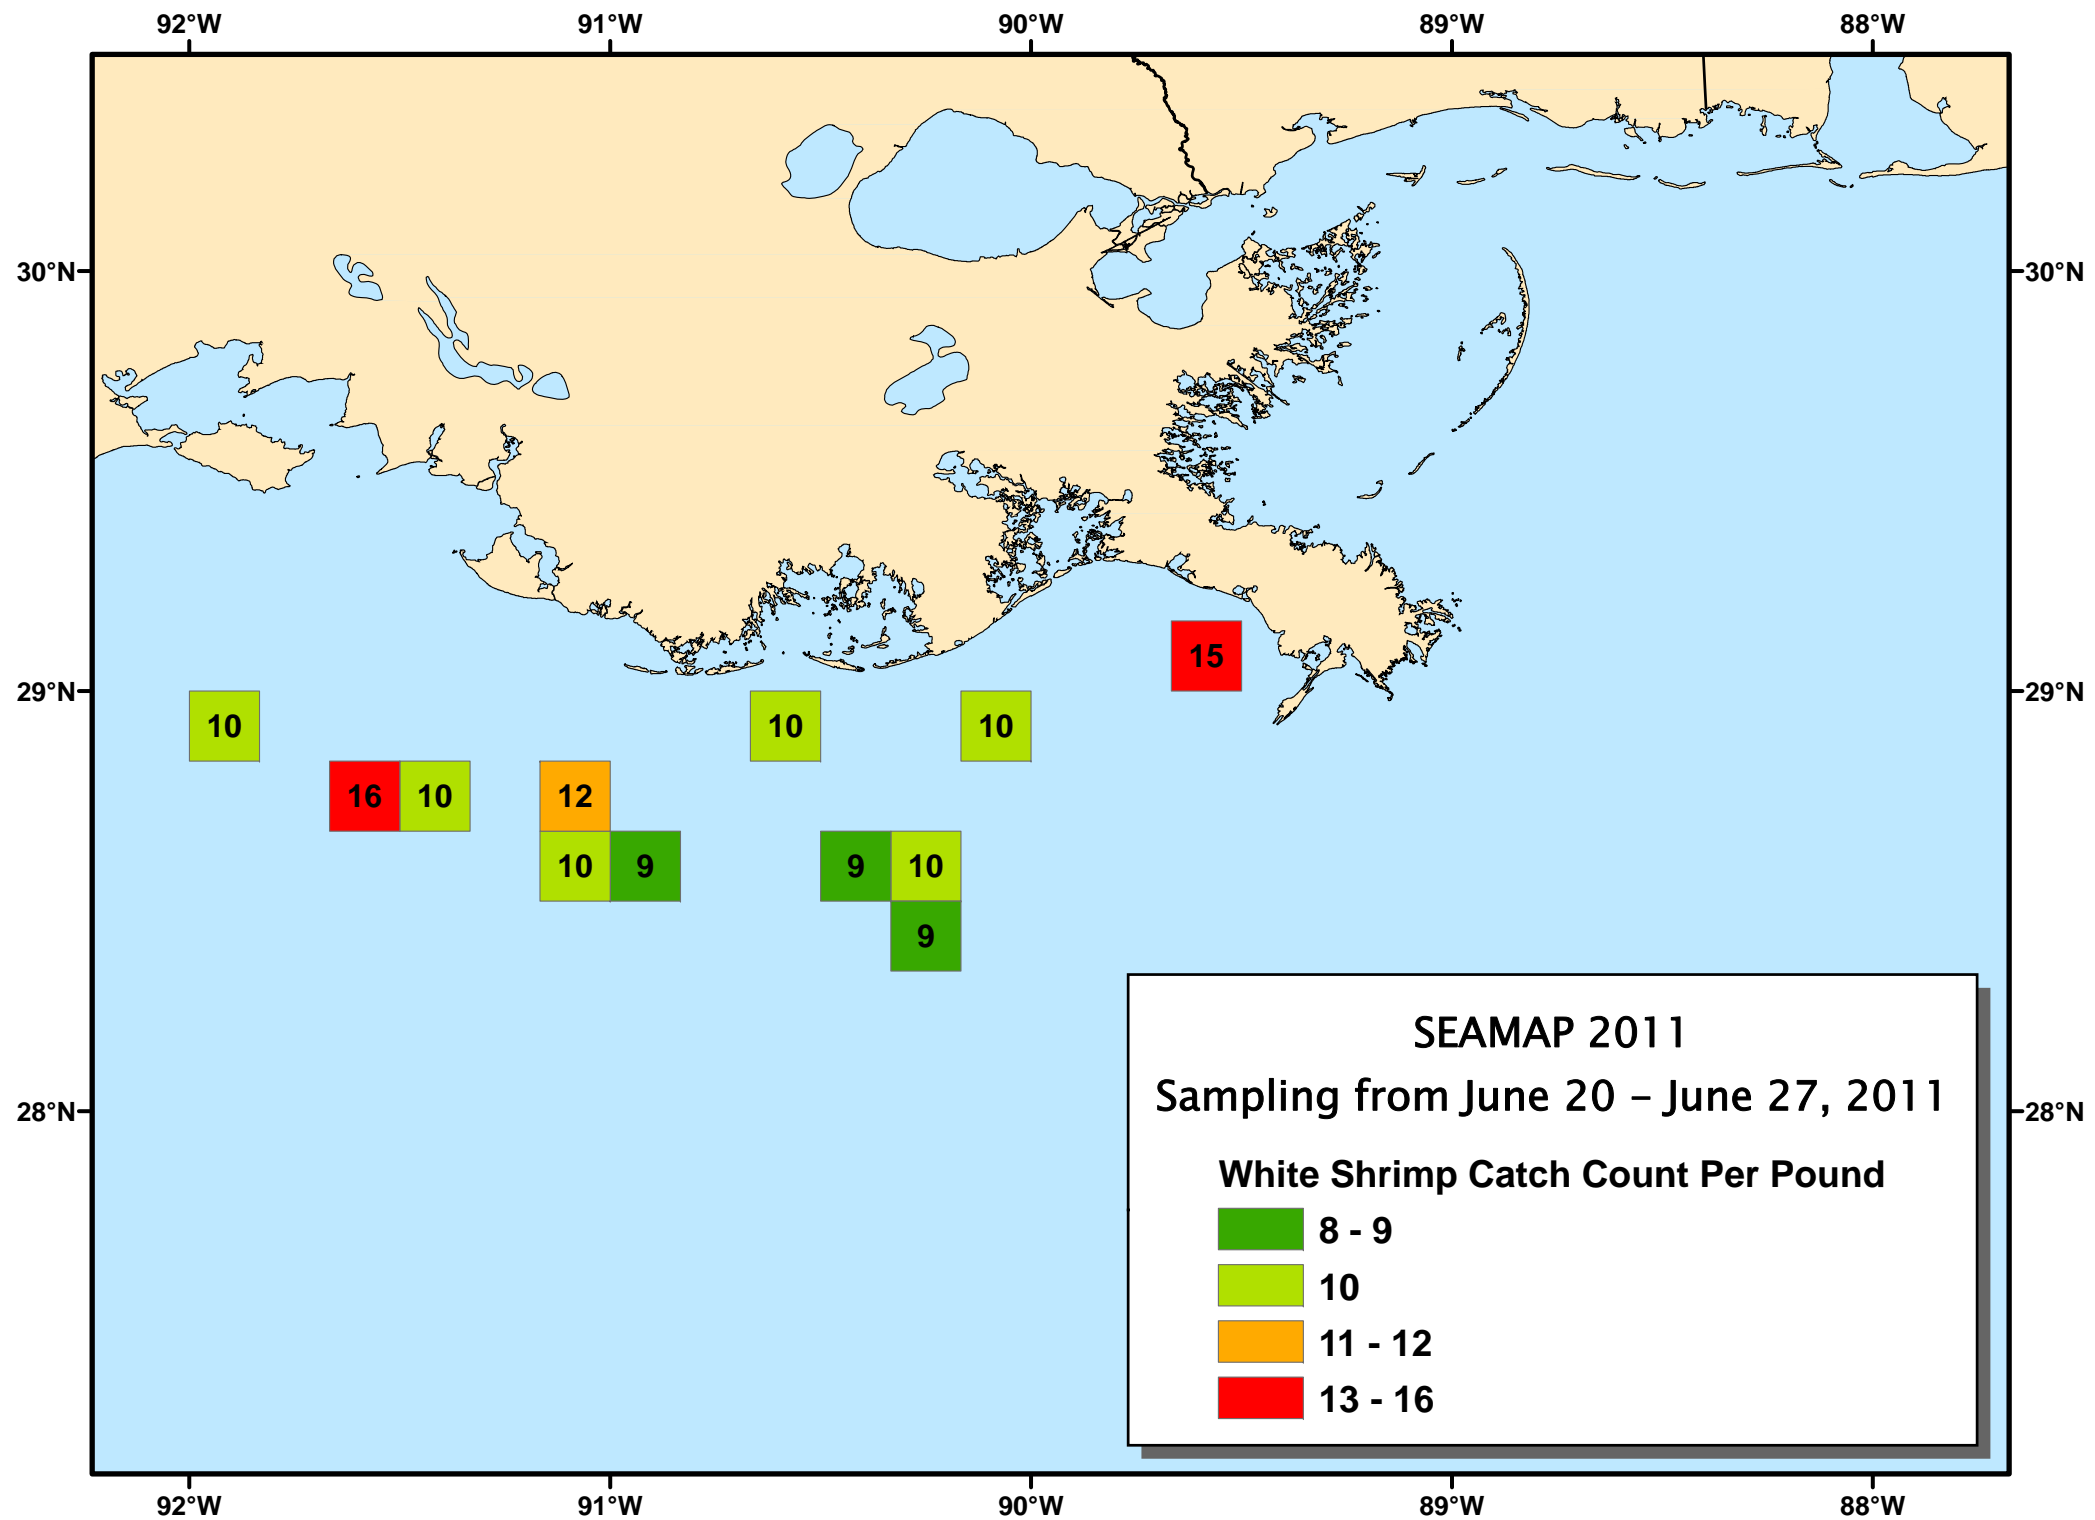 92°W 91°W 90°W 89°W 88°W
30°N 30°N
15
29°N 29°N
10 10 10
16 10 12
10 9 9 10
9
SEAMAP 2011
Sampling from June 20 – June 27, 2011
28°N 28°N
White Shrimp Catch Count Per Pound
8 - 9
10
11 - 12
13 - 16
92°W 91°W 90°W 89°W 88°W